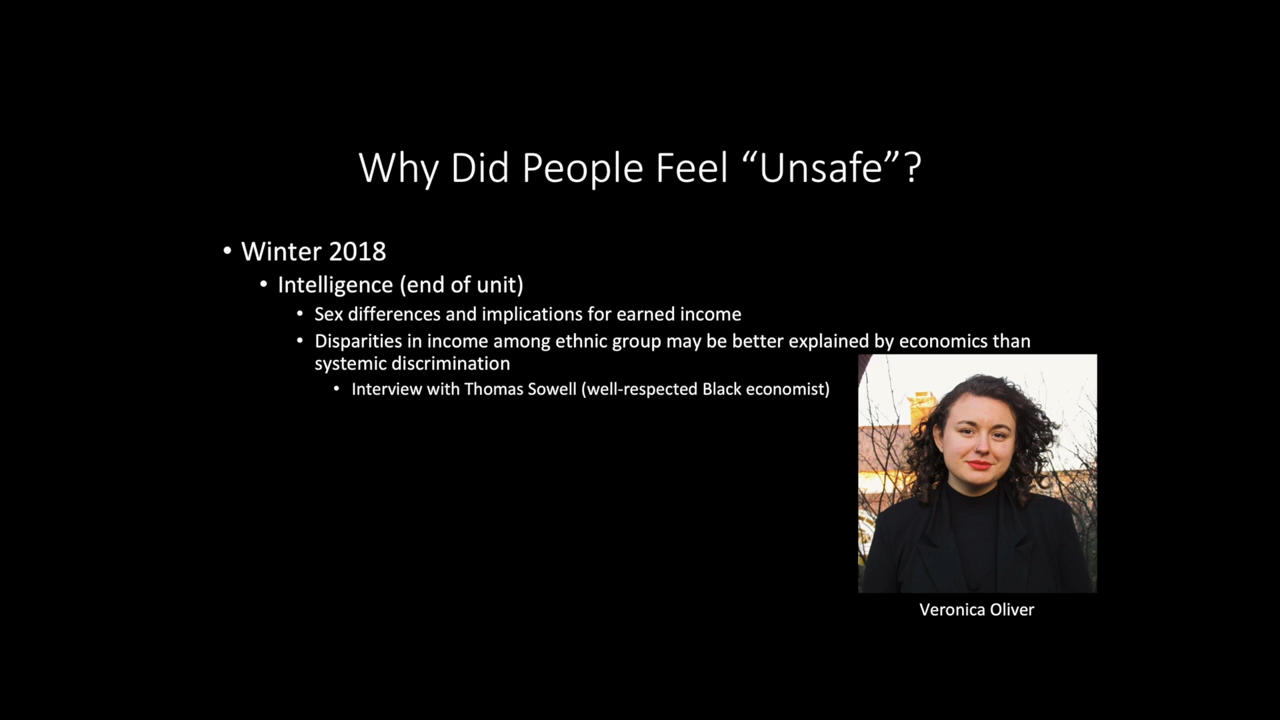 Why Did People Feel “Unsafe”?
• Winter 2018
• Intelligence (end of unit)
• Sex differences and implications for earned income
• Disparities in income among ethnic group may be better explained by economics than
systemic discrimination
• Interview with Thomas Sowell (well-respected Black economist)
Veronica Oliver